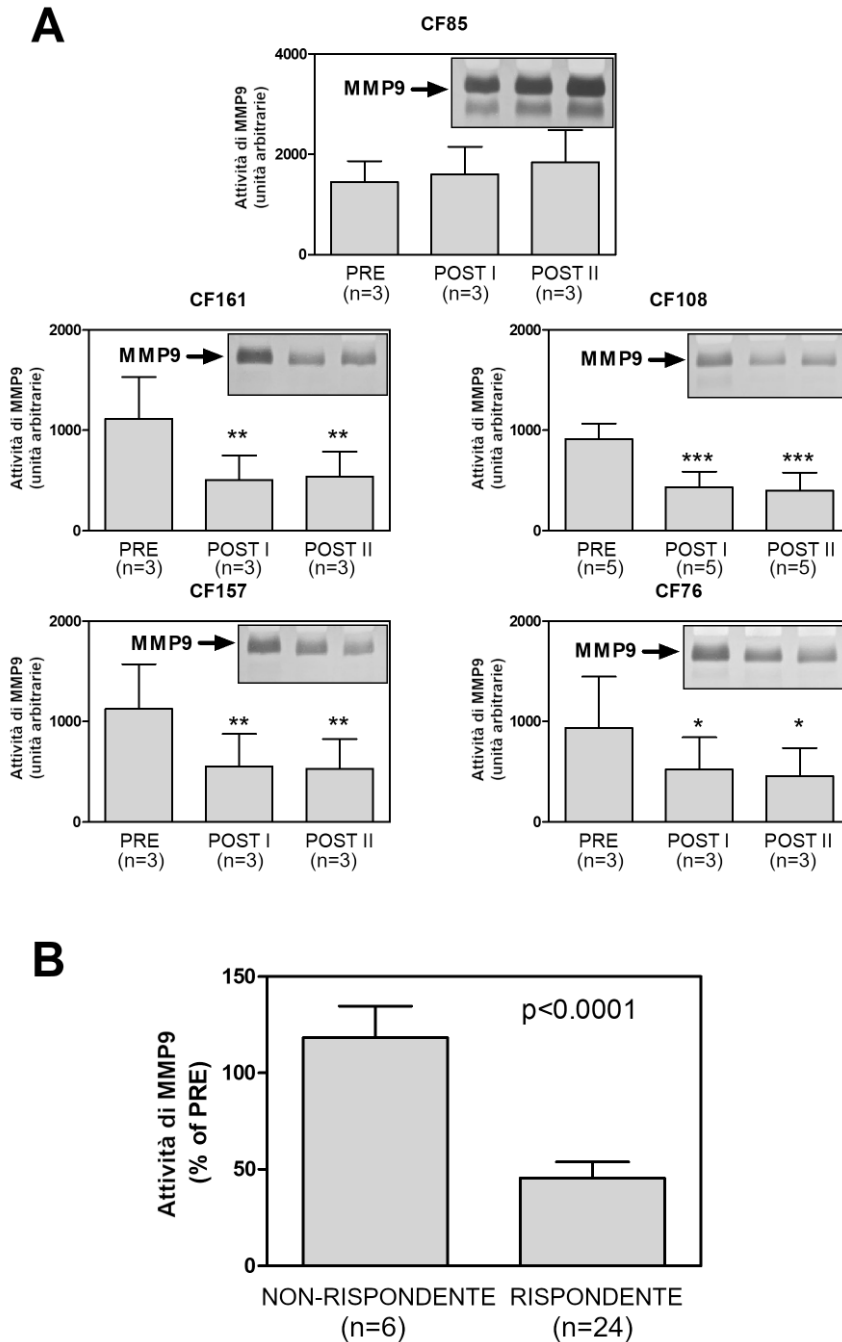 A
CF85
Attività di MMP9
(unità arbitrarie)
4000
2000
0
MMP9
PRE
(n=3)
POST I
(n=3)
POST II
(n=3)
CF161
Attività di MMP9
(unità arbitrarie)
2000
1000
0
MMP9
**
**
PRE
(n=3)
POST I
(n=3)
POST II
(n=3)
CF108
Attività di MMP9
(unità arbitrarie)
2000
1000
0
MMP9
***
***
PRE
(n=5)
POST I
(n=5)
POST II
(n=5)
CF157
Attività di MMP9
(unità arbitrarie)
2000
1000
0
MMP9
**
**
PRE
(n=3)
POST I
(n=3)
POST II
(n=3)
CF76
Attività di MMP9
(unità arbitrarie)
2000
1000
0
MMP9
*
*
PRE
(n=3)
POST I
(n=3)
POST II
(n=3)
B
Attività di MMP9
(% of PRE)
150
100
50
0
p<0.0001
NON-RISPONDENTE
(n=6)
RISPONDENTE
(n=24)